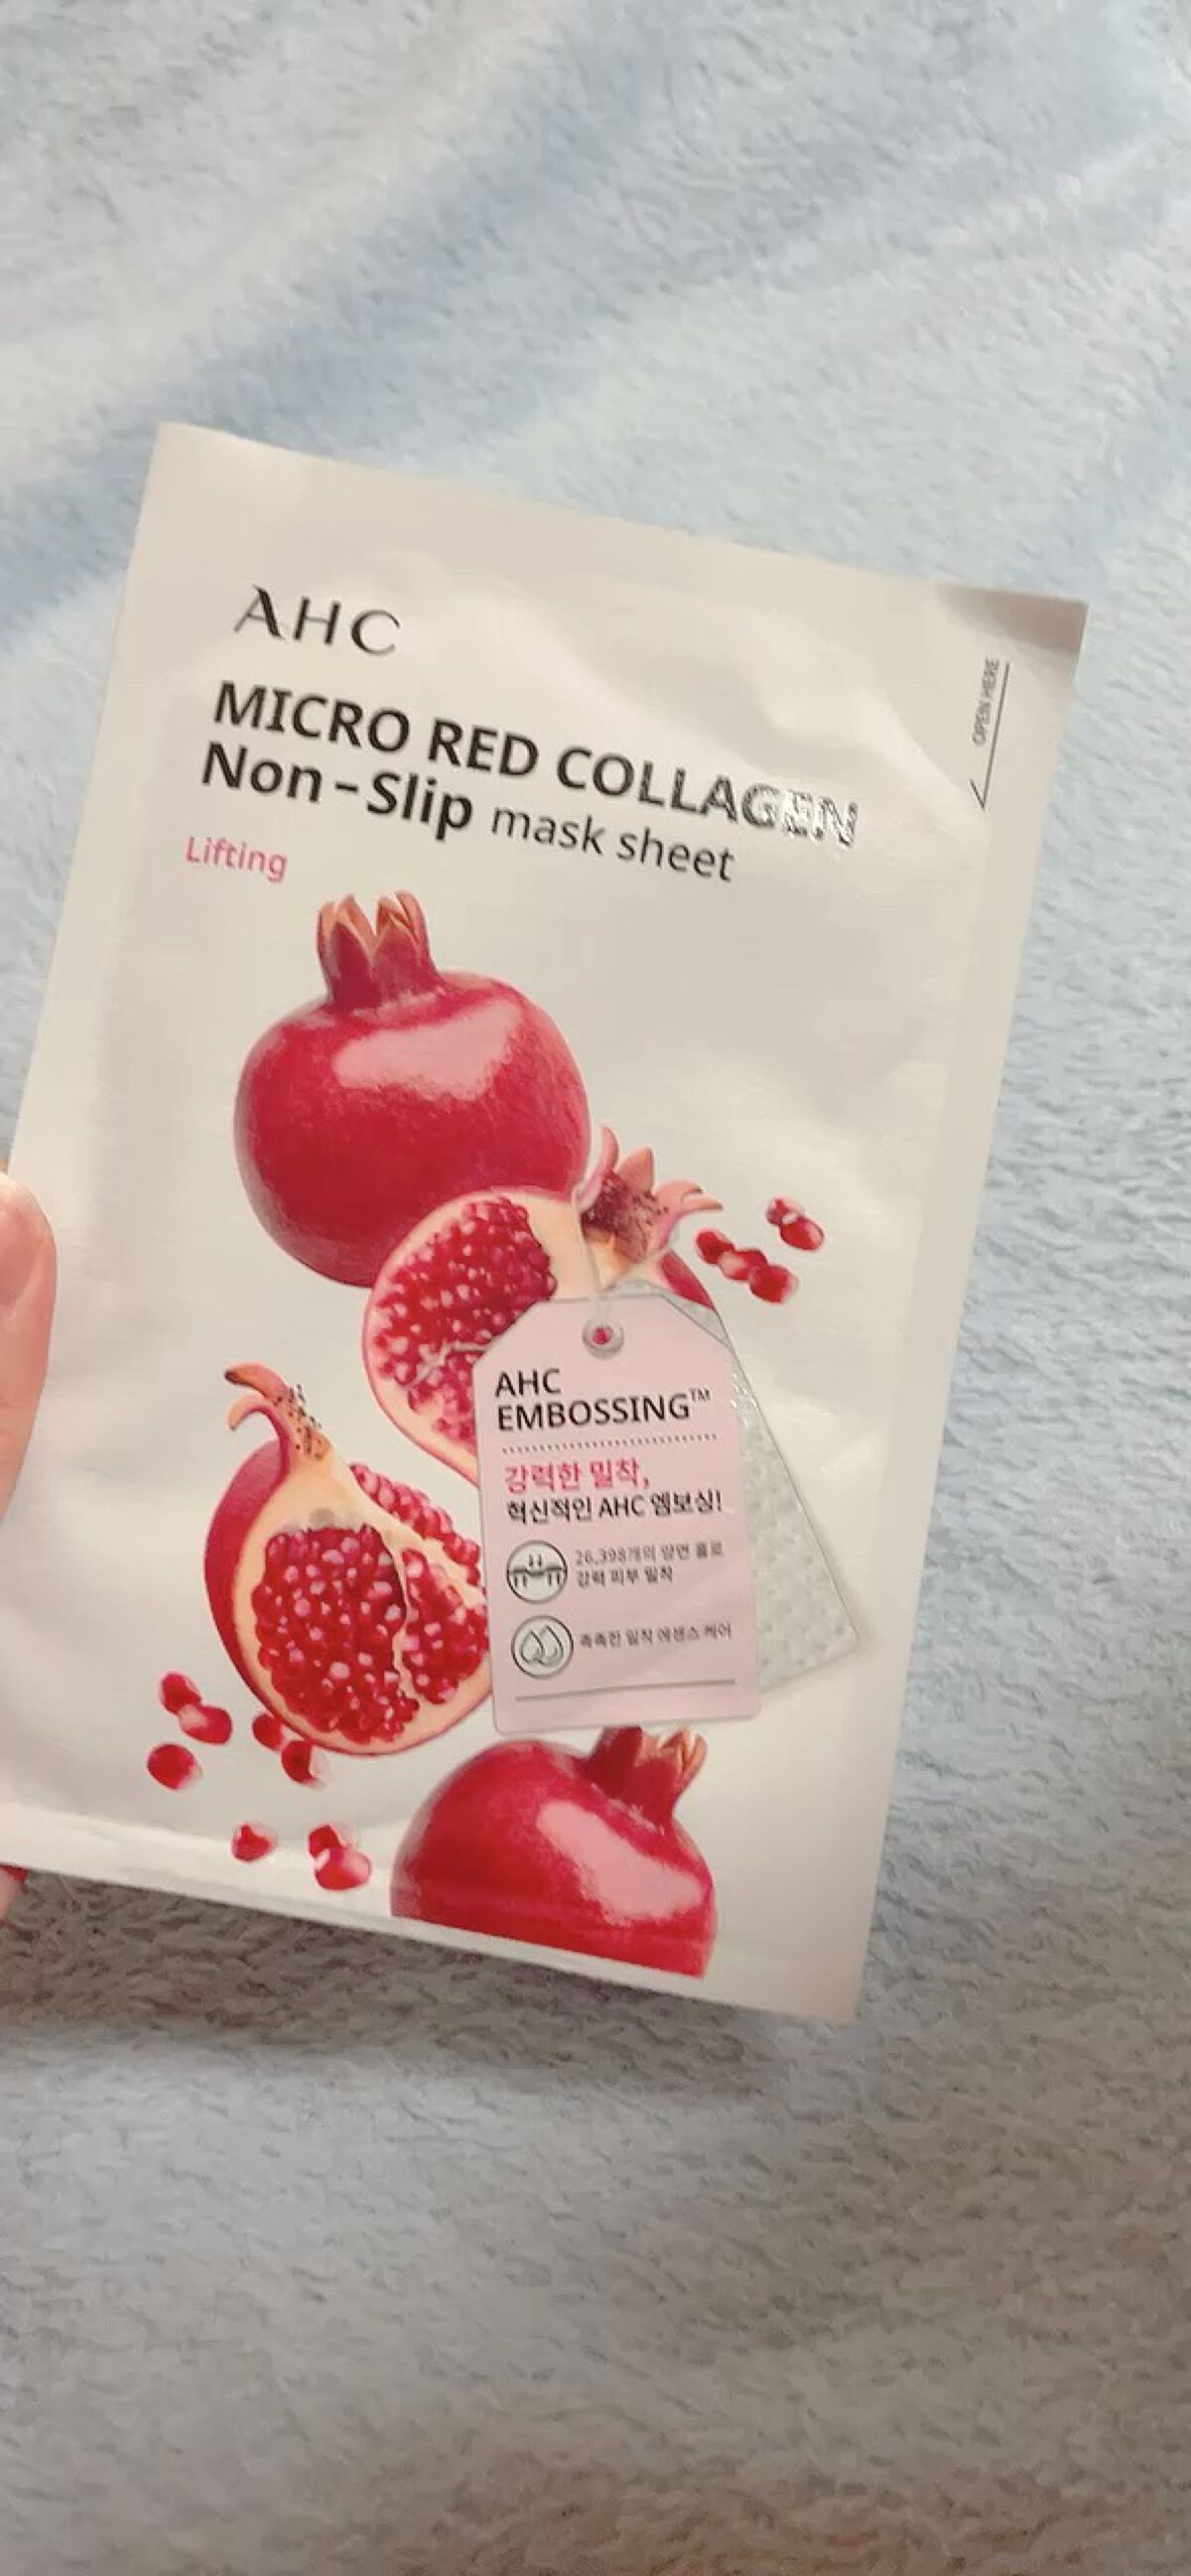 AHC
MICRO RED COLLAGEN
Non-Slip mask sheet
Lifting
OPEN HERE
AHC
EMBOSSING™
강력한 밀착,
혁신적인 AHC 엠보싱!
26,398개의 양면 홀로
강력 피부 밀착
촉촉한 밀착 에센스 케어